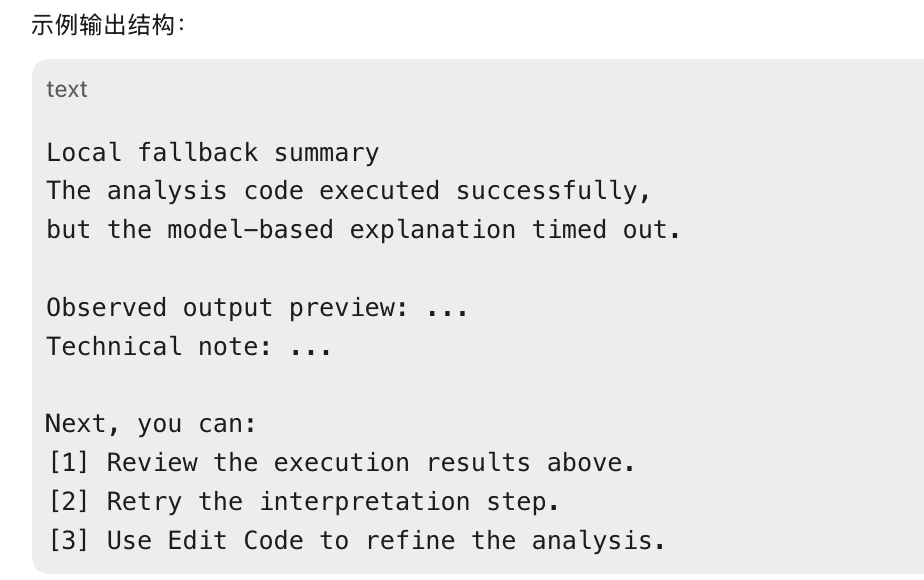 示例输出结构：
text
Local fallback summary
The analysis code executed successfully,
but the model-based explanation timed out.
Observed output preview: ...
Technical note: ...
Next, you can:
[1] Review the execution results above.
[2] Retry the interpretation step.
[3] Use Edit Code to refine the analysis.